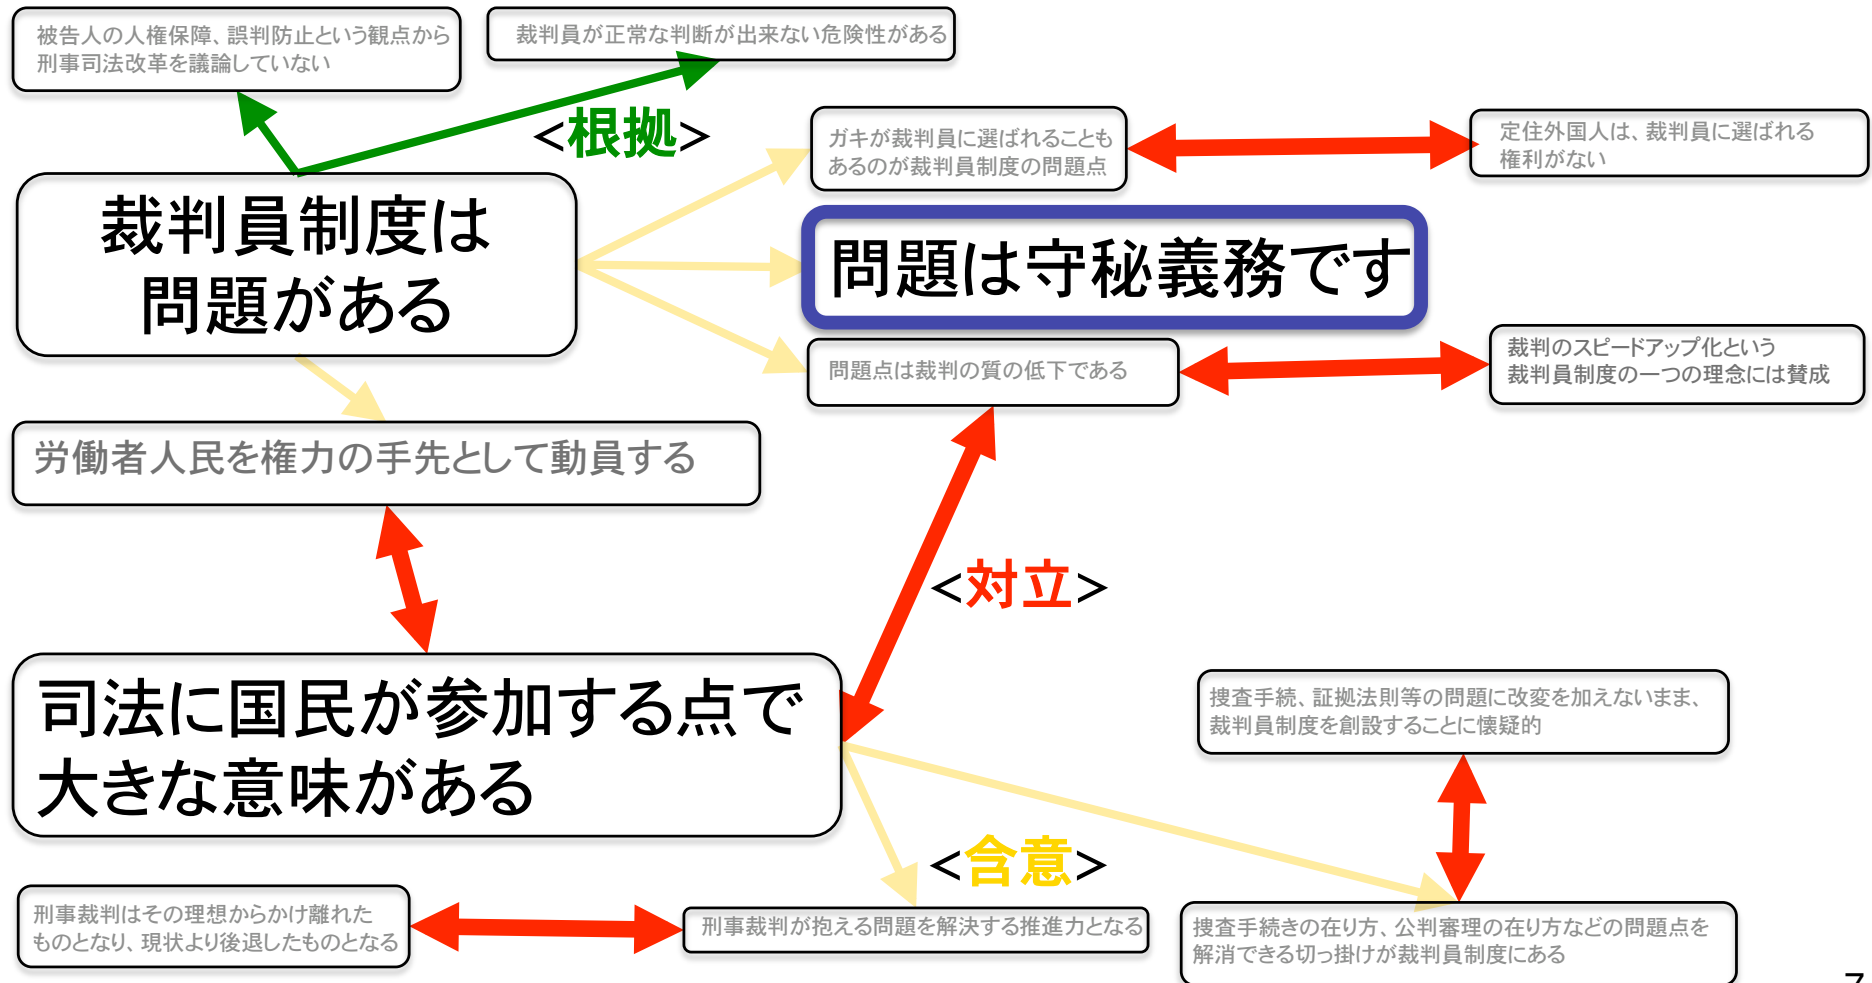 被告人の人権保障、誤判防止という観点から
刑事司法改革を議論していない
裁判員が正常な判断が出来ない危険性がある
<根拠>
ガキが裁判員に選ばれることも
あるのが裁判員制度の問題点
定住外国人は、裁判員に選ばれる
権利がない
裁判員制度は
問題がある
問題は守秘義務です
問題点は裁判の質の低下である
裁判のスピードアップ化という
裁判員制度の一つの理念には賛成
労働者人民を権力の手先として動員する
<対立>
司法に国民が参加する点で
大きな意味がある
捜査手続、証拠法則等の問題に改変を加えないまま、
裁判員制度を創設することに懐疑的
<含意>
刑事裁判はその理想からかけ離れた
ものとなり、現状より後退したものとなる
刑事裁判が抱える問題を解決する推進力となる
捜査手続きの在り方、公判審理の在り方などの問題点を
解消できる切っ掛けが裁判員制度にある
7